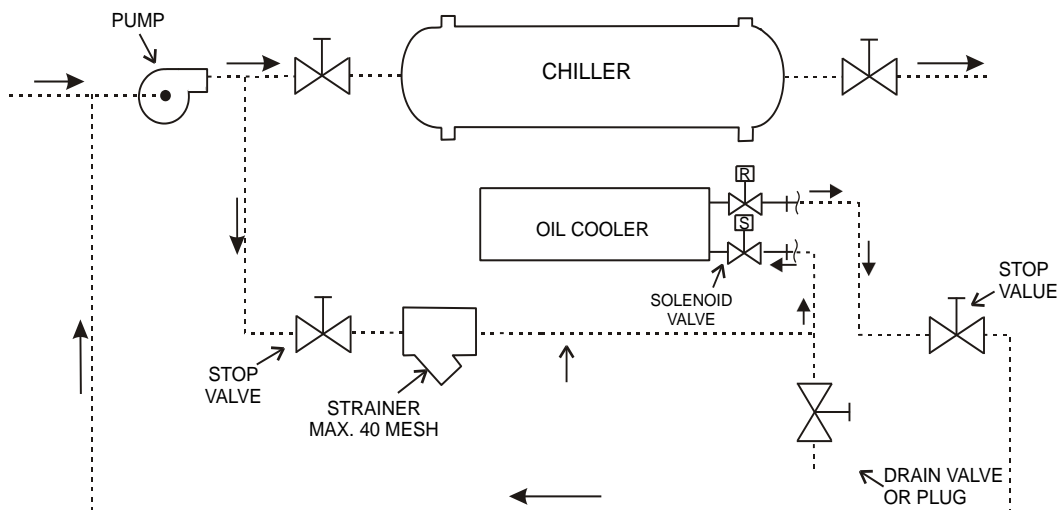 PUMP
CHILLER
R
OIL COOLER
S
SOLENOID
VALVE
STOP
VALUE
STOP
VALVE
STRAINER
MAX. 40 MESH
DRAIN VALVE
OR PLUG